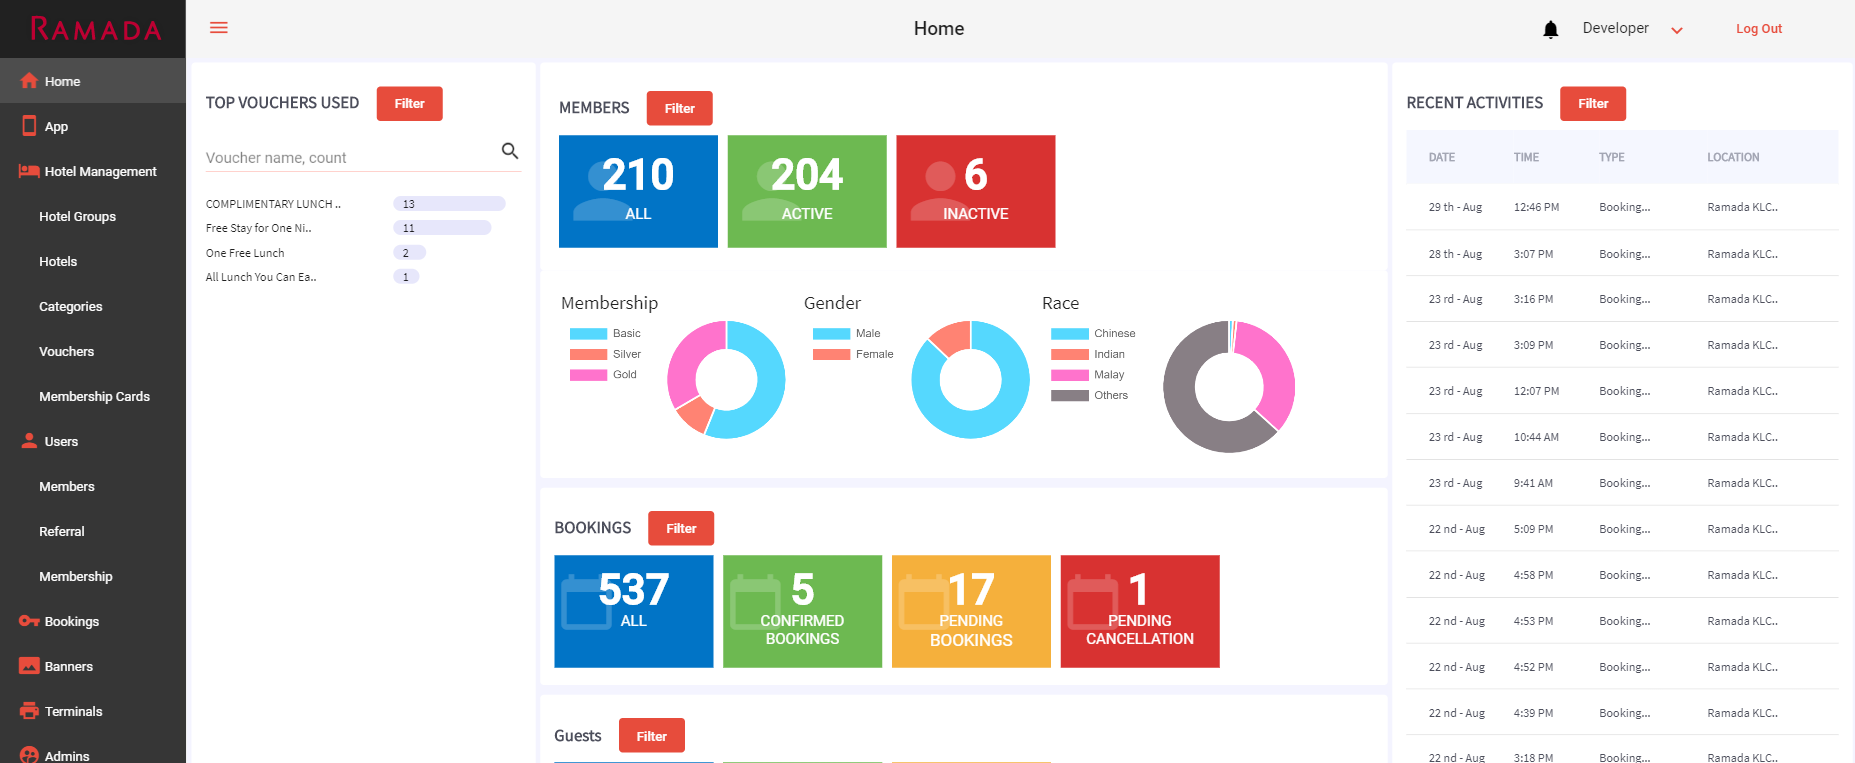 RAMADA
Home
App
Hotel Management
Hotel Groups
Hotels
Categories
Vouchers
Membership Cards
Users
Members
Referral
Membership
Bookings
Banners
Terminals
Admins
Home
Developer
Log Out
TOP VOUCHERS USED
Filter
Voucher name, count
COMPLIMENTARY LUNCH .. 13
Free Stay for One Ni.. 11
One Free Lunch 2
All Lunch You Can Ea.. 1
MEMBERS
Filter
210
ALL
204
ACTIVE
6
INACTIVE
Membership
Basic
Silver
Gold
Gender
Male
Female
Race
Chinese
Indian
Malay
Others
BOOKINGS
Filter
537
ALL
5
CONFIRMED
BOOKINGS
17
PENDING
BOOKINGS
1
PENDING
CANCELLATION
Guests
Filter
RECENT ACTIVITIES
Filter
DATE TIME TYPE LOCATION
29 th - Aug 12:46 PM Booking... Ramada KLC..
28 th - Aug 3:07 PM Booking... Ramada KLC..
23 rd - Aug 3:16 PM Booking... Ramada KLC..
23 rd - Aug 3:09 PM Booking... Ramada KLC..
23 rd - Aug 12:07 PM Booking... Ramada KLC..
23 rd - Aug 10:44 AM Booking... Ramada KLC..
23 rd - Aug 9:41 AM Booking... Ramada KLC..
22 nd - Aug 5:09 PM Booking... Ramada KLC..
22 nd - Aug 4:58 PM Booking... Ramada KLC..
22 nd - Aug 4:53 PM Booking... Ramada KLC..
22 nd - Aug 4:52 PM Booking... Ramada KLC..
22 nd - Aug 4:39 PM Booking... Ramada KLC..
22 nd - Aug 3:18 PM Booking... Ramada KLC..